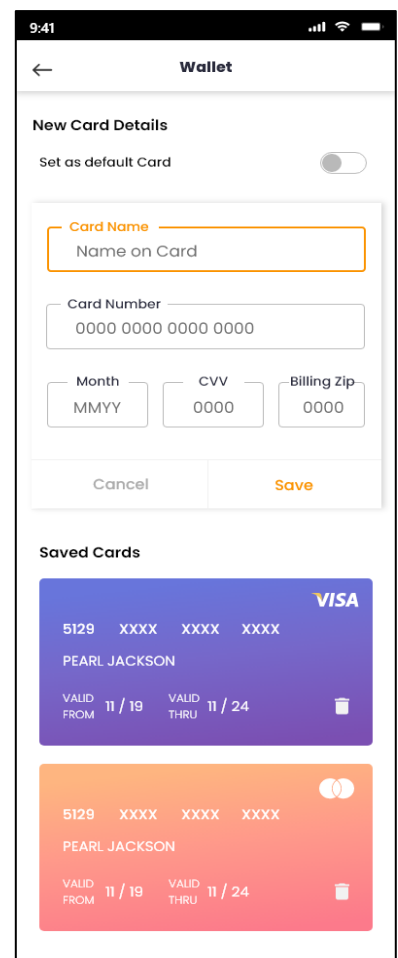 9:41
Wallet
New Card Details
Set as default Card
Card Name
Name on Card
Card Number
0000 0000 0000 0000
Month CVV Billing Zip
MMYY 0000 0000
Cancel Save
Saved Cards
VISA
5129 XXXX XXXX XXXX
PEARL JACKSON
VALID FROM 11 / 19 VALID THRU 11 / 24
5129 XXXX XXXX XXXX
PEARL JACKSON
VALID FROM 11 / 19 VALID THRU 11 / 24